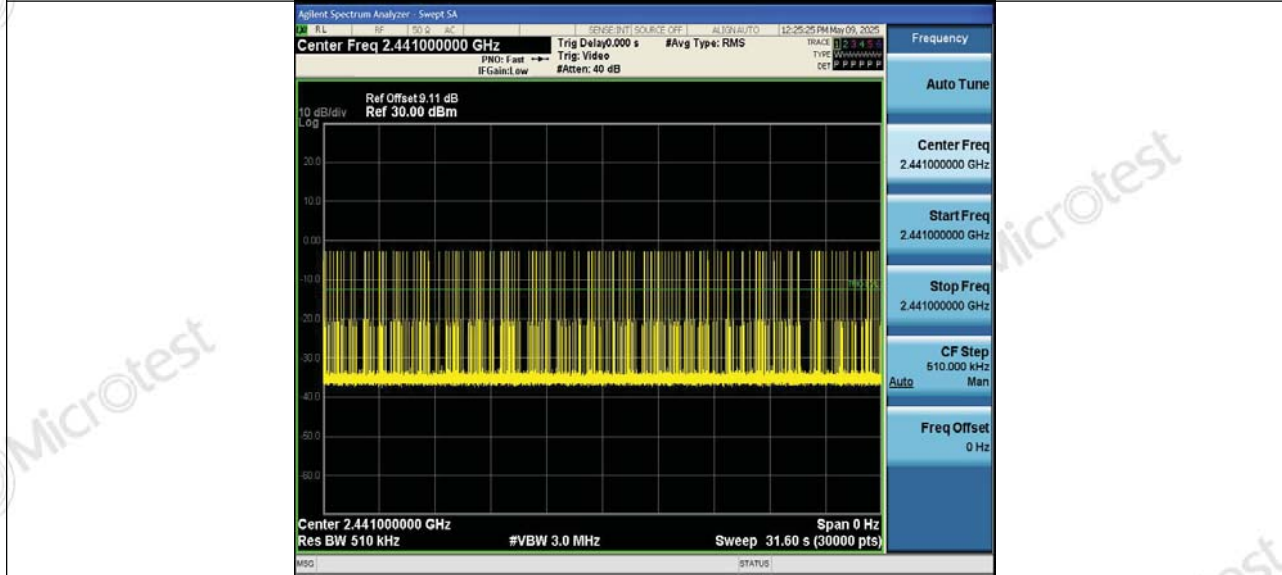 Agilent Spectrum Analyzer - Swept SA
RL RF 50 Ω AC SENSE:INT SOURCE OFF ALIGN AUTO 12:25:25 PM May 09, 2025
Center Freq 2.441000000 GHz
PNO: Fast
IFGain:Low
Trig Delay0.000 s
Trig: Video
#Atten: 40 dB
#Avg Type: RMS
TRACE 1 2 3 4 5 6
TYPE
DET P P P P P P
Ref Offset 9.11 dB
10 dB/div Ref 30.00 dBm
Log
20.0
10.0
0.00
-10.0
-20.0
-30.0
-40.0
-50.0
-60.0
Center 2.441000000 GHz Span 0 Hz
Res BW 510 kHz #VBW 3.0 MHz Sweep 31.60 s (30000 pts)
MSG STATUS
Frequency
Auto Tune
Center Freq
2.441000000 GHz
Start Freq
2.441000000 GHz
Stop Freq
2.441000000 GHz
CF Step
510.000 kHz
Auto Man
Freq Offset
0 Hz
Microtest
Microtest